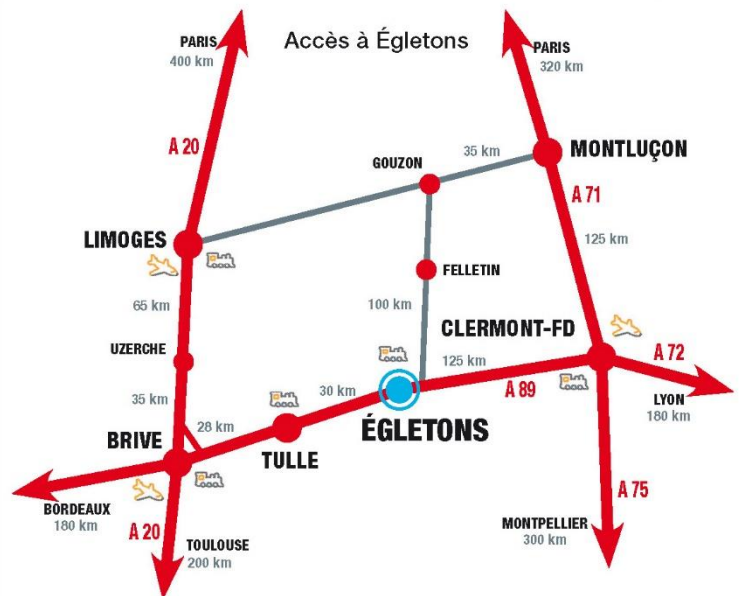 Accès à Égletons
PARIS
400 km
PARIS
320 km
A 20
35 km
MONTLUÇON
GOUZON
A 71
LIMOGES
125 km
FELLETIN
65 km
100 km
CLERMONT-FD
UZERCHE
125 km
A 72
35 km
30 km
A 89
LYON
180 km
28 km
ÉGLETONS
BRIVE
TULLE
A 75
BORDEAUX
180 km
A 20
MONTPELLIER
300 km
TOULOUSE
200 km